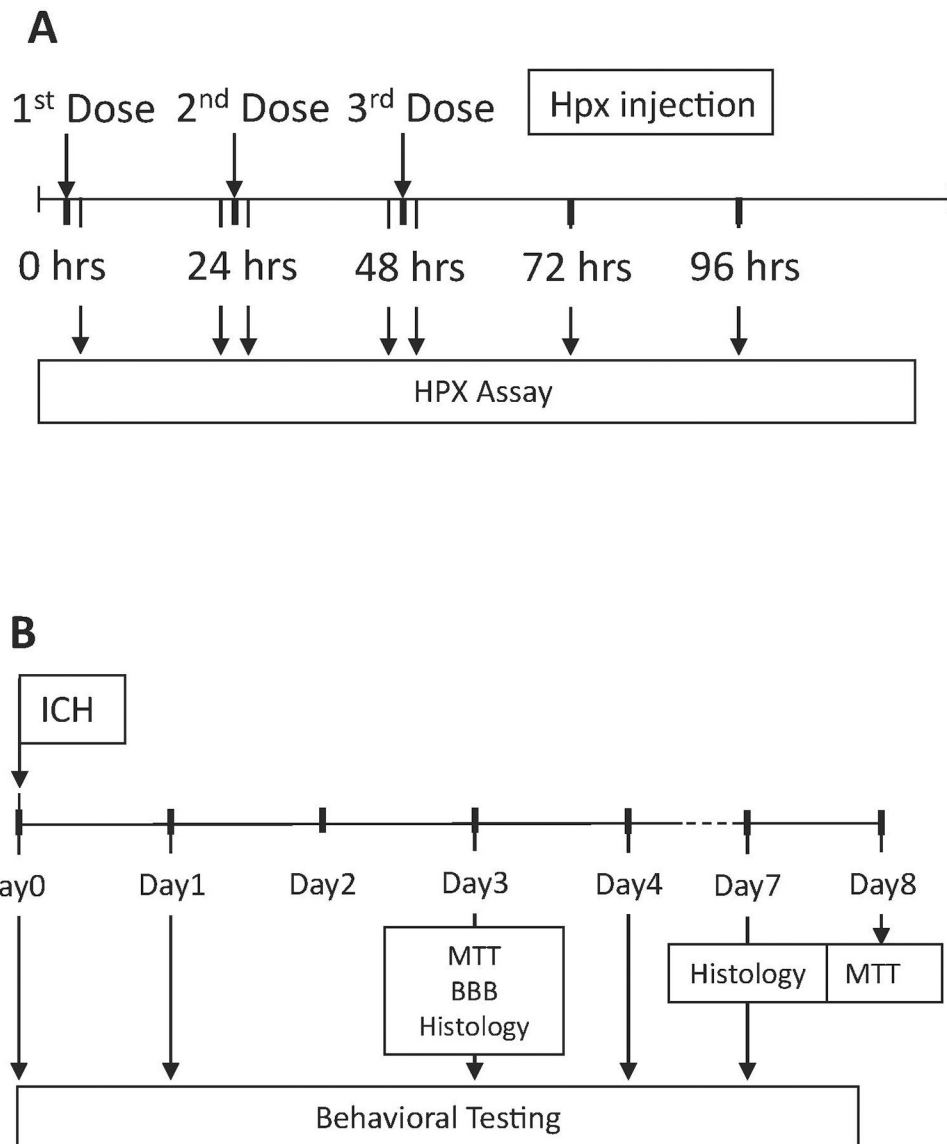 A
1st Dose 2nd Dose 3rd Dose
Hpx injection
0 hrs 24 hrs 48 hrs 72 hrs 96 hrs
HPX Assay
B
ICH
ay0 Day1 Day2 Day3 Day4 Day7 Day8
MTT
BBB
Histology
Histology MTT
Behavioral Testing